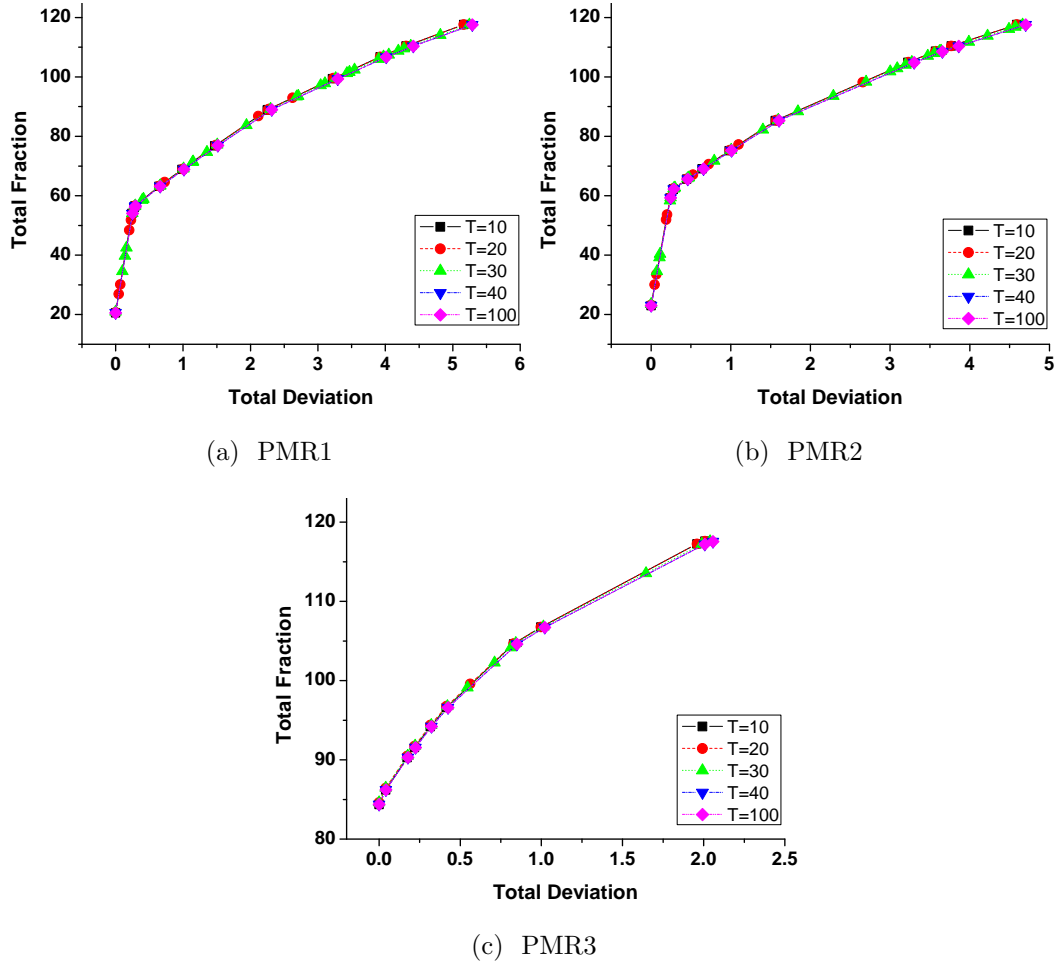 120
100
80
60
40
20
Total Fraction
0 1 2 3 4 5 6
Total Deviation
T=10
T=20
T=30
T=40
T=100
(a) PMR1
120
100
80
60
40
20
Total Fraction
0 1 2 3 4 5
Total Deviation
T=10
T=20
T=30
T=40
T=100
(b) PMR2
120
110
100
90
80
Total Fraction
0.0 0.5 1.0 1.5 2.0 2.5
Total Deviation
T=10
T=20
T=30
T=40
T=100
(c) PMR3